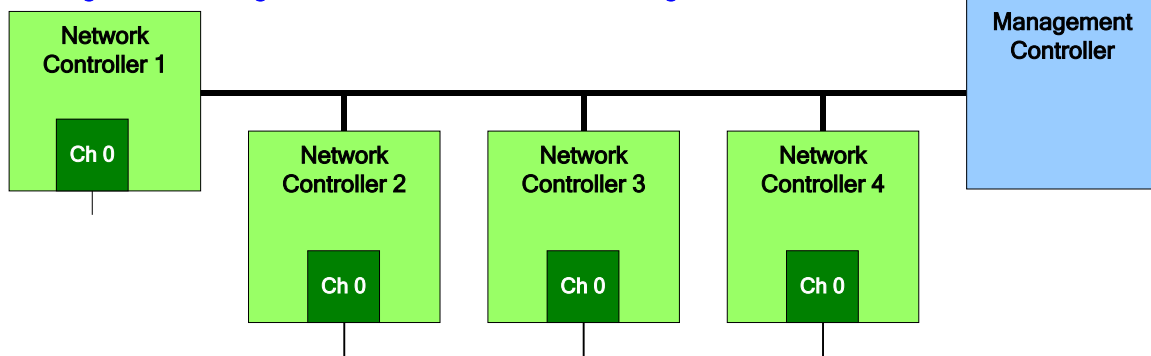 Network
Controller 1
Ch 0
Management
Controller
Network
Controller 2
Ch 0
Network
Controller 3
Ch 0
Network
Controller 4
Ch 0